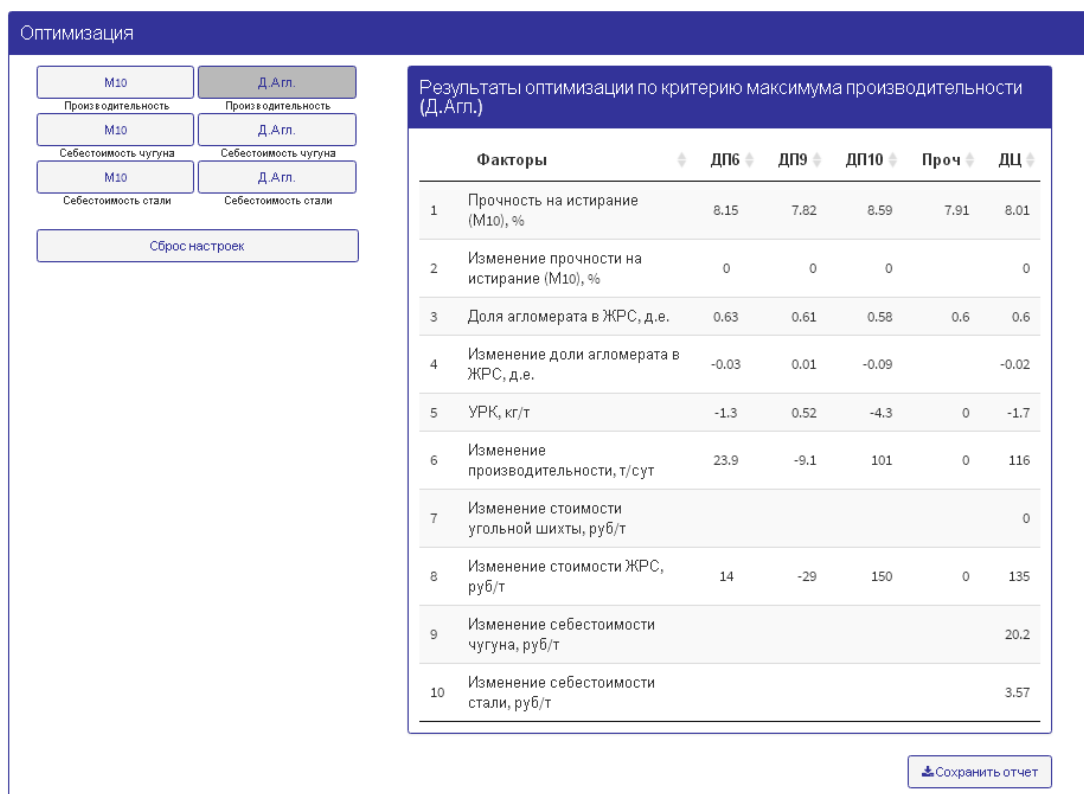 Оптимизация
М10
Производительность
Д.Агл.
Производительность
М10
Себестоимость чугуна
Д.Агл.
Себестоимость чугуна
М10
Себестоимость стали
Д.Агл.
Себестоимость стали
Сброс настроек
Результаты оптимизации по критерию максимума производительности
(Д.Агл.)
Факторы ДП6 ДП9 ДП10 Проч ДЦ
1 Прочность на истирание
(М10), % 8.15 7.82 8.59 7.91 8.01
2 Изменение прочности на
истирание (М10), % 0 0 0 0
3 Доля агломерата в ЖРС, д.е. 0.63 0.61 0.58 0.6 0.6
4 Изменение доли агломерата в
ЖРС, д.е. -0.03 0.01 -0.09 -0.02
5 УРК, кг/т -1.3 0.52 -4.3 0 -1.7
6 Изменение
производительности, т/сут 23.9 -9.1 101 0 116
7 Изменение стоимости
угольной шихты, руб/т 0
8 Изменение стоимости ЖРС,
руб/т 14 -29 150 0 135
9 Изменение себестоимости
чугуна, руб/т 20.2
10 Изменение себестоимости
стали, руб/т 3.57
Сохранить отчет